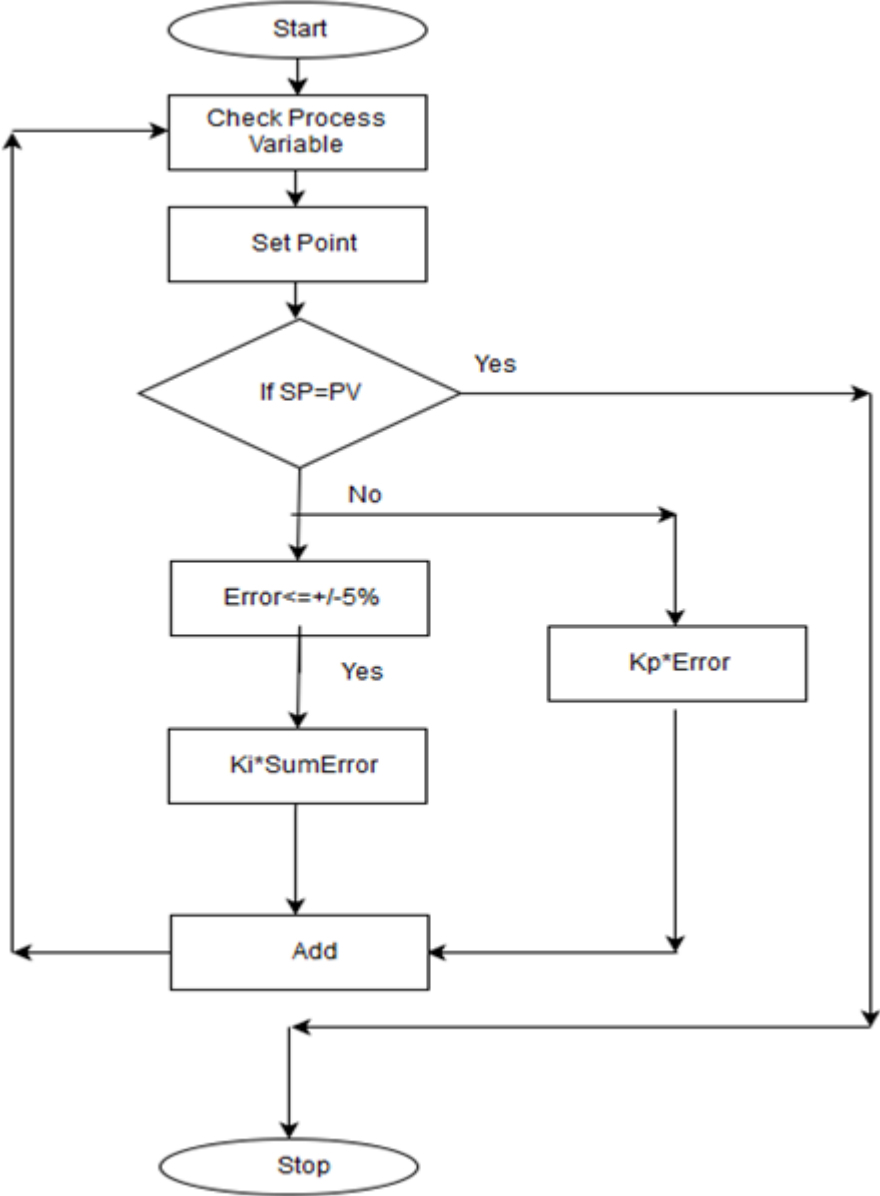 Start
Check Process
Variable
Set Point
If SP=PV
Yes
No
Error<=+/-5%
Kp*Error
Yes
Ki*SumError
Add
Stop